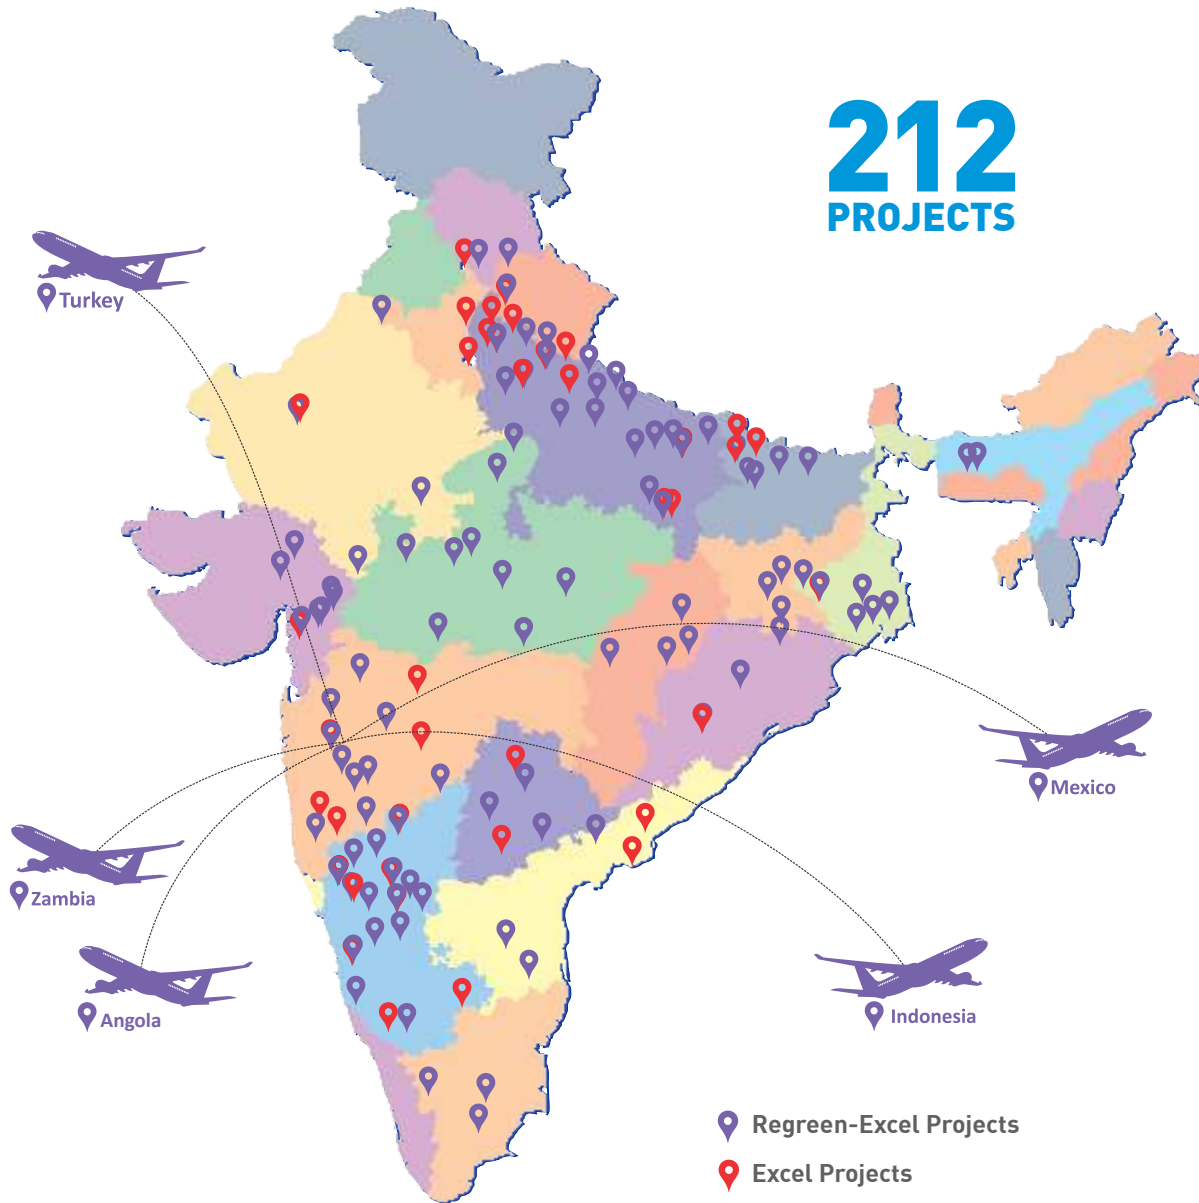 212
PROJECTS
Turkey
Mexico
Zambia
Angola
Indonesia
Regreen-Excel Projects
Excel Projects